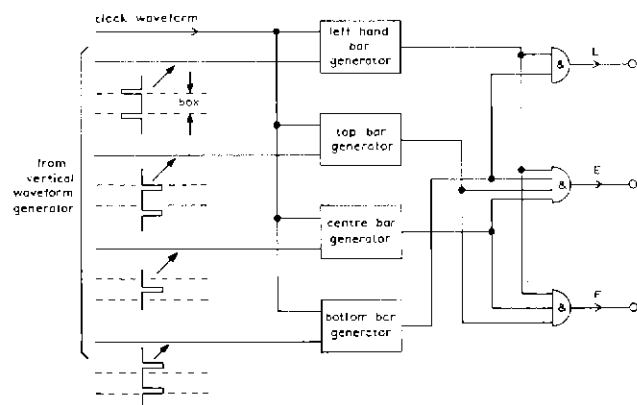 clock waveform
left hand
bar
generator
L
&
box
top bar
generator
from
vertical
waveform
generator
E
&
centre bar
generator
F
&
bottom bar
generator